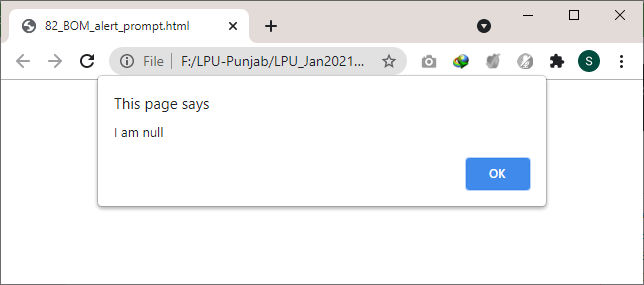 82_BOM_alert_prompt.html
File F:/LPU-Punjab/LPU_Jan2021...
S
This page says
I am null
OK